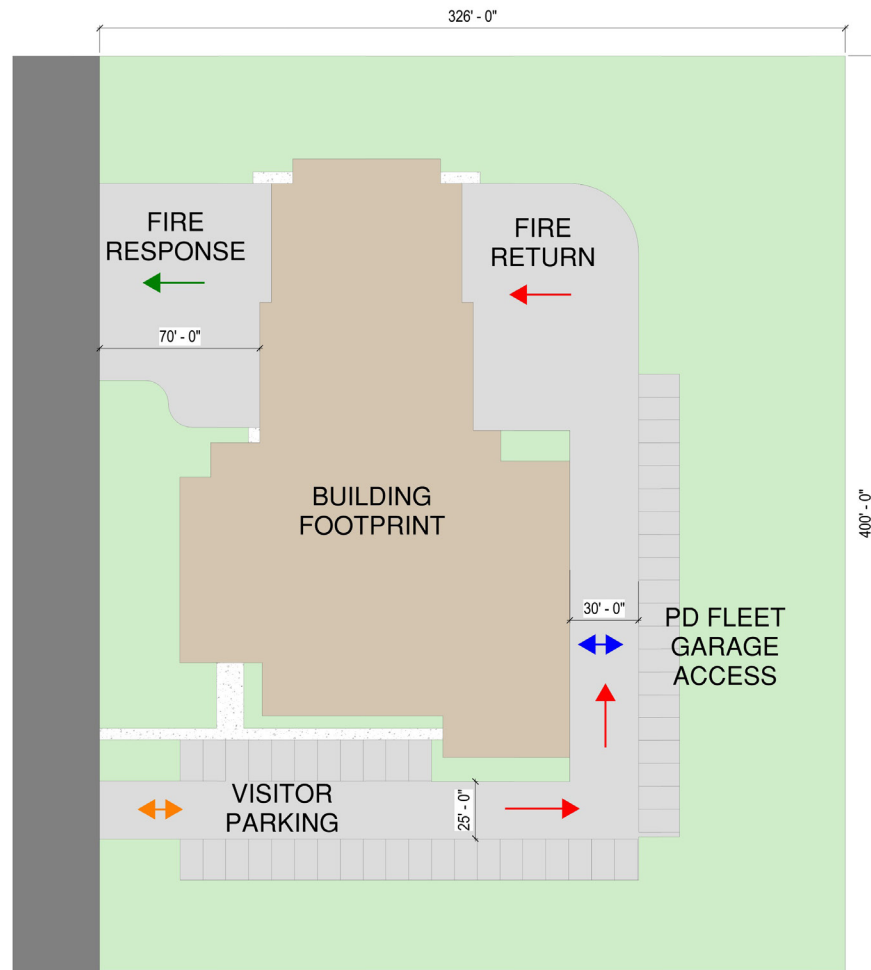 326' - 0"
FIRE
RESPONSE
FIRE
RETURN
70' - 0"
BUILDING
FOOTPRINT
400' - 0"
30' - 0"
PD FLEET
GARAGE
ACCESS
VISITOR
PARKING
25' - 0"